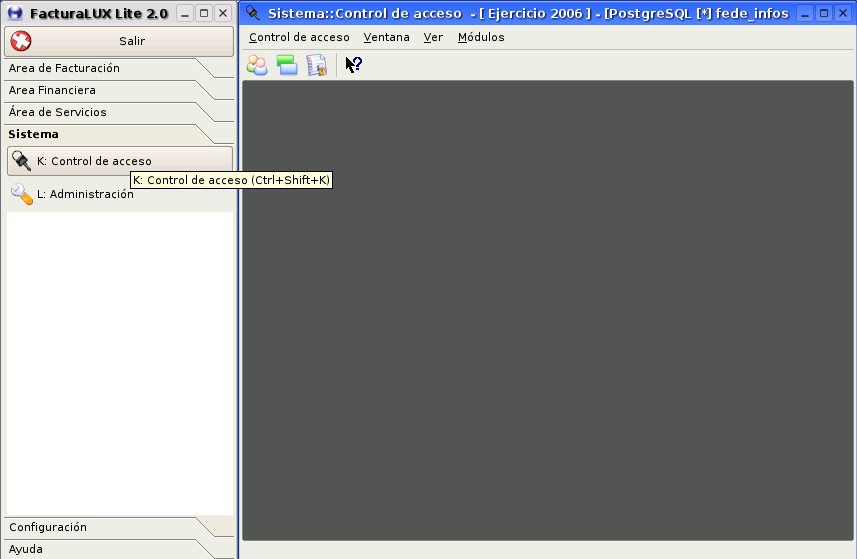 FacturaLUX Lite 2.0
Salir
Area de Facturación
Area Financiera
Área de Servicios
Sistema
K: Control de acceso
K: Control de acceso (Ctrl+Shift+K)
L: Administración
Configuración
Ayuda
Sistema::Control de acceso - [ Ejercicio 2006 ] - [PostgreSQL [*] fede_infos
Control de acceso Ventana Ver Módulos